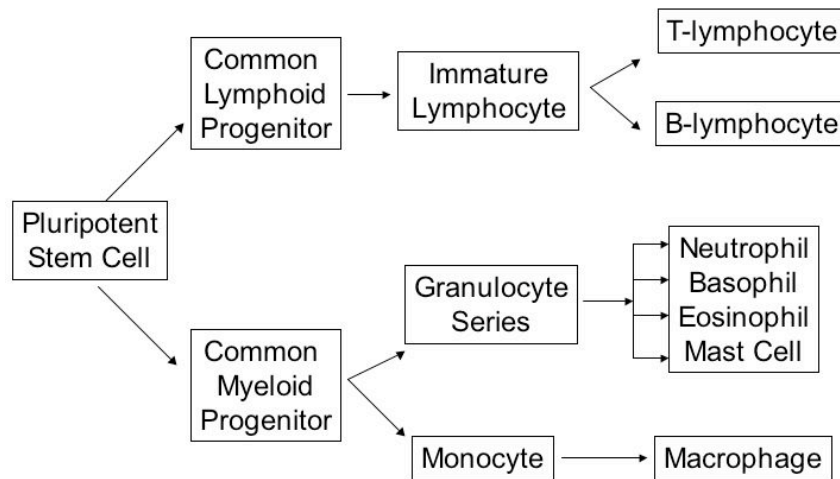 Pluripotent
Stem Cell
Common
Lymphoid
Progenitor
Immature
Lymphocyte
T-lymphocyte
B-lymphocyte
Common
Myeloid
Progenitor
Granulocyte
Series
Neutrophil
Basophil
Eosinophil
Mast Cell
Monocyte
Macrophage